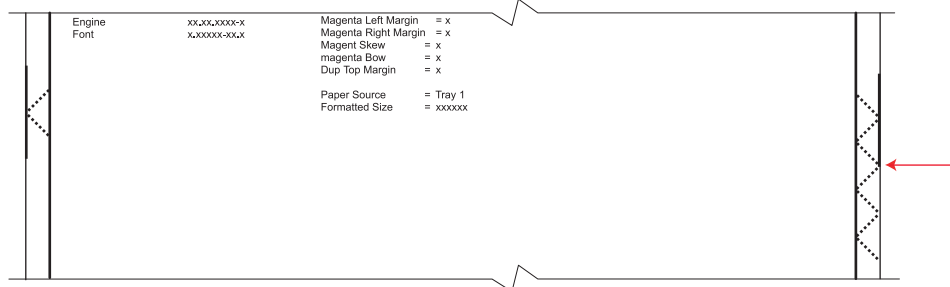 Engine xx.xx.xxxx-x
Font x.xxxxx-xx.x
Magenta Left Margin = x
Magenta Right Margin = x
Magent Skew = x
magenta Bow = x
Dup Top Margin = x
Paper Source = Tray 1
Formatted Size = xxxxxx